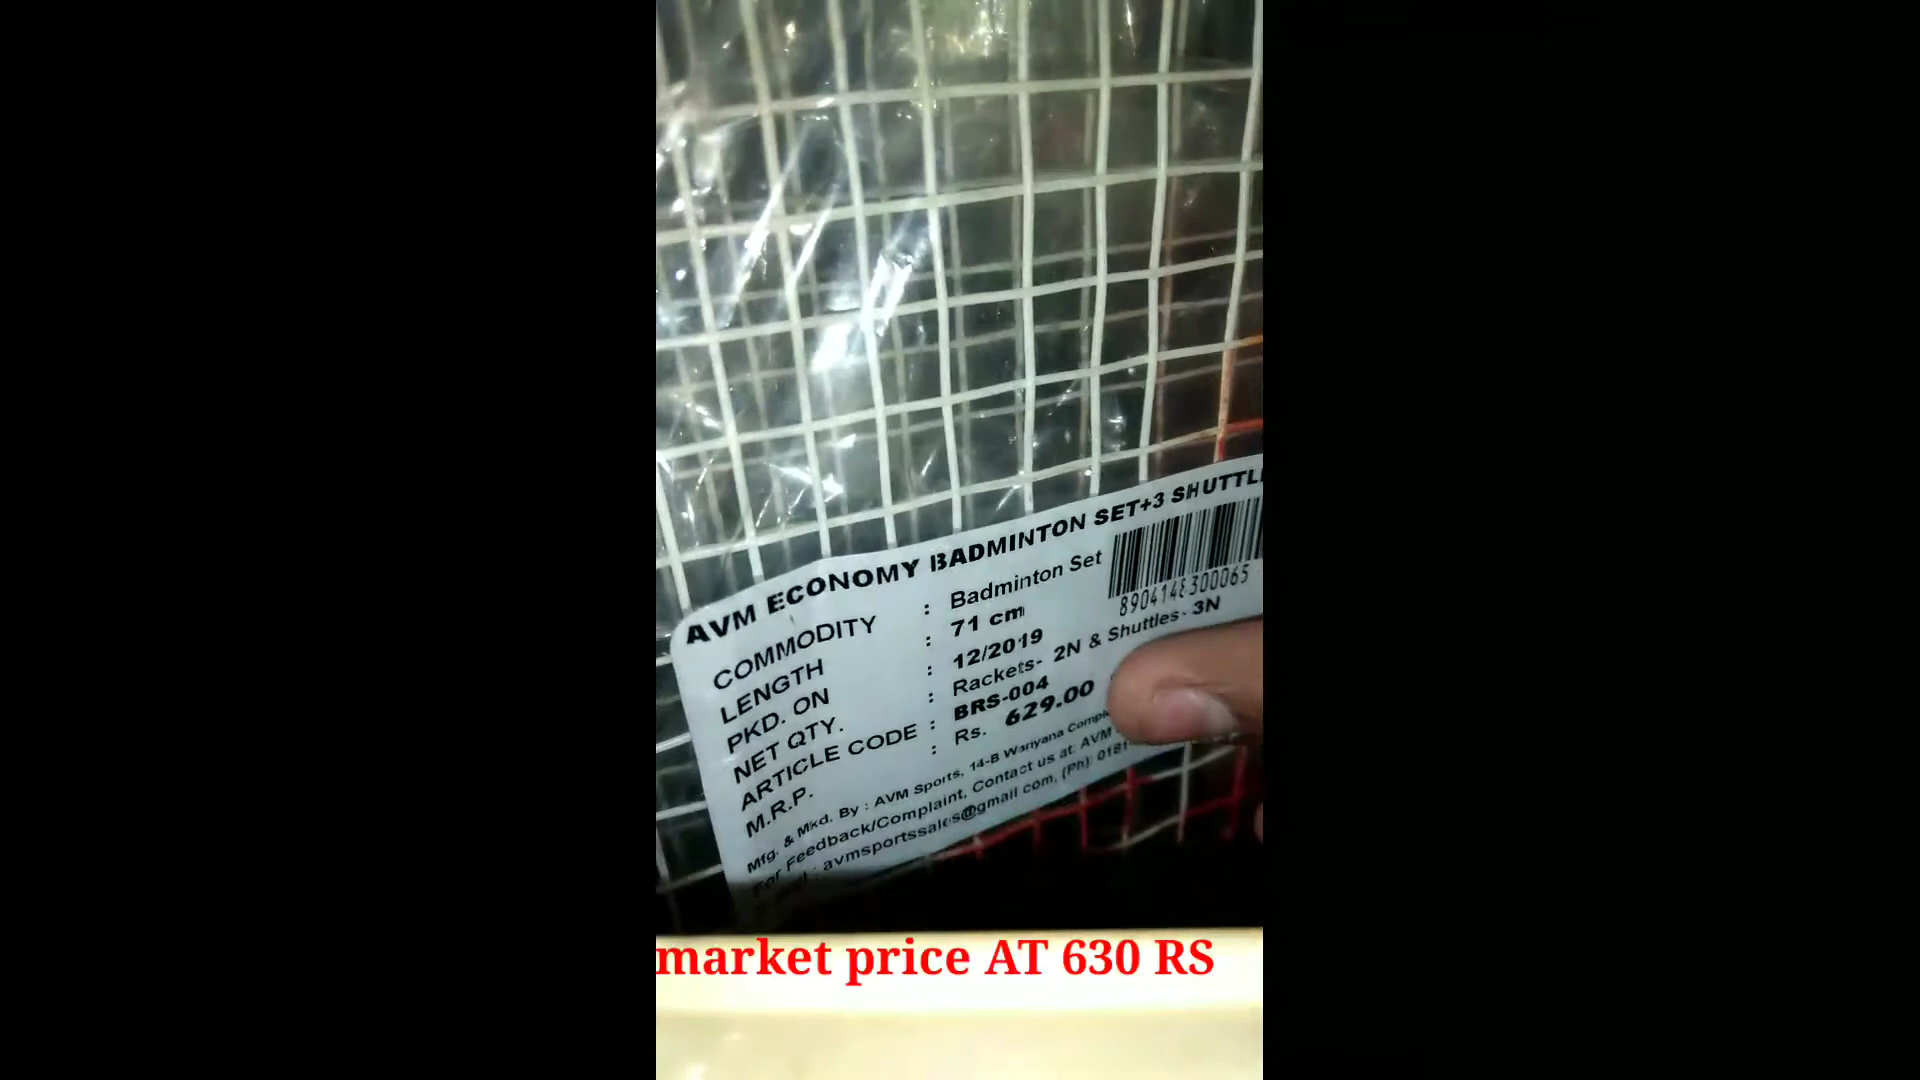 AVM ECONOMY BADMINTON SET+3 SHUTTL
COMMODITY : Badminton Set
LENGTH : 71 cm
PKD. ON : 12/2019
NET QTY. : Rackets- 2N & Shuttles- 3N
ARTICLE CODE : BRS-004
M.R.P. : Rs. 629.00
8904148300065
Mfg. & Mkd. By : AVM Sports, 14-B Wariyana Compl
For Feedback/Complaint, Contact us at: AVM
: avmsportssales@gmail com, (Ph): 0181
market price AT 630 RS